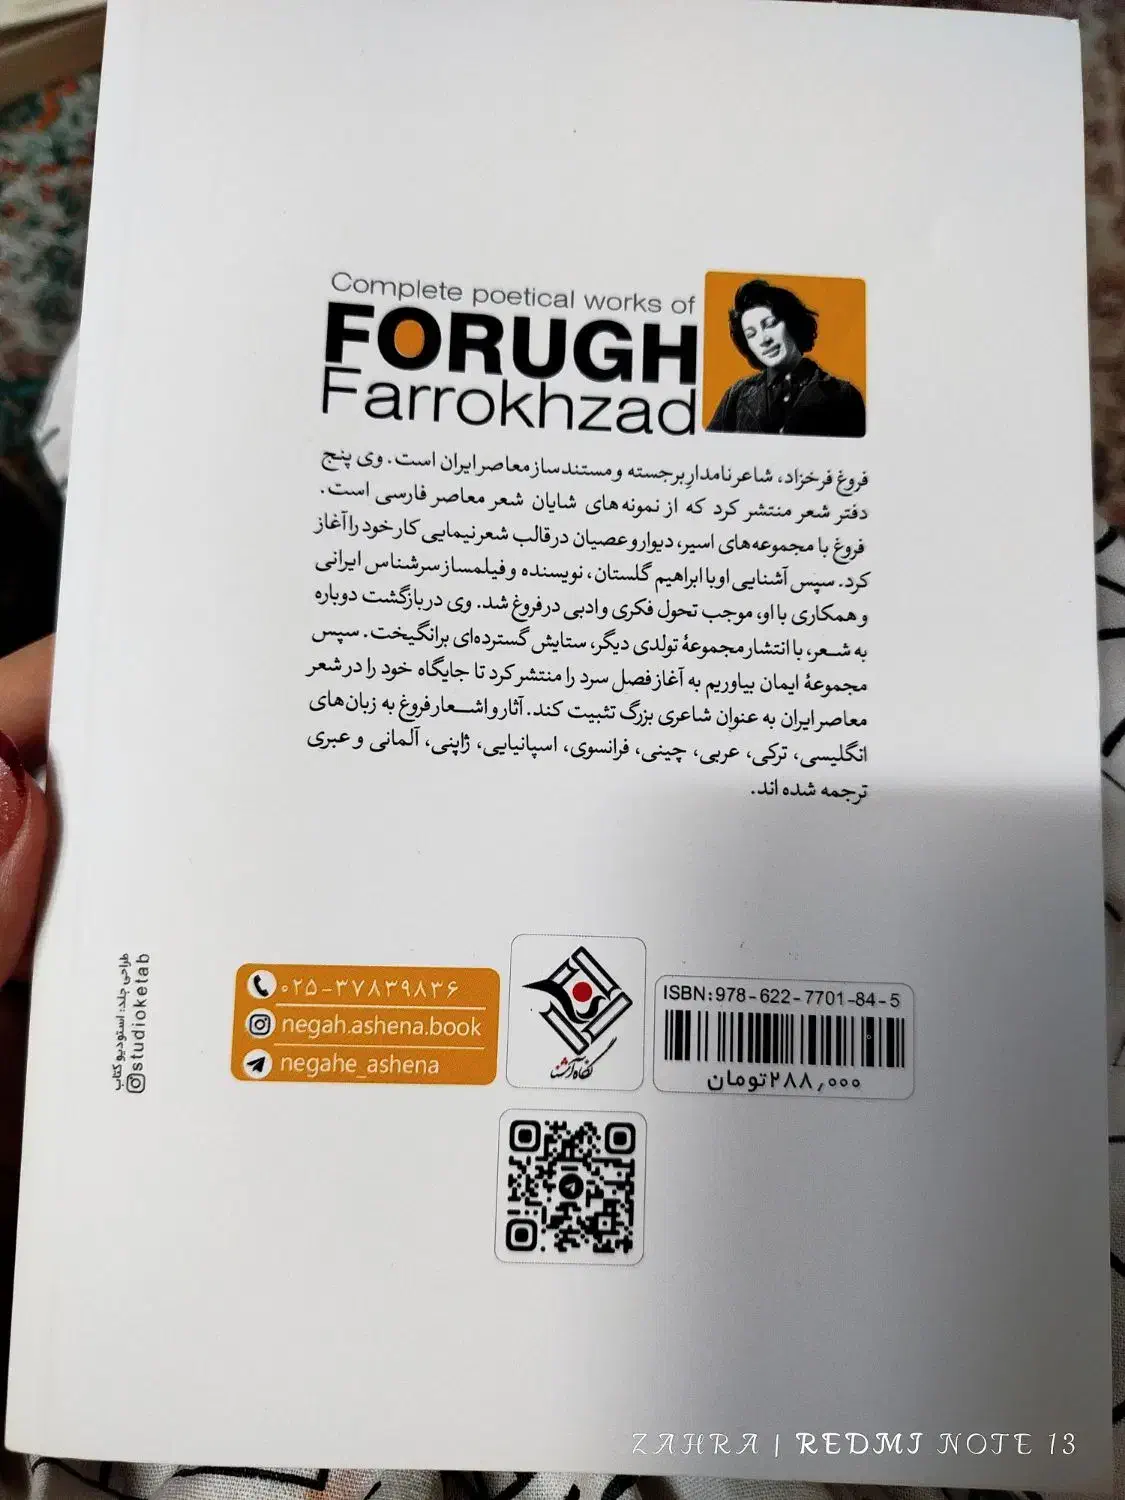 Complete poetical works of
FORUGH
Farrokhzad
فروغ فرخزاد، شاعر نامدار برجسته و مستندساز معاصر ایران است. وی پنج
دفتر شعر منتشر کرد که از نمونه های شایان شعر معاصر فارسی است.
فروغ با مجموعه‌های اسیر، دیوار و عصیان در قالب شعر نیمایی کار خود را آغاز
کرد. سپس آشنایی او با ابراهیم گلستان، نویسنده و فیلمساز سرشناس ایرانی
و همکاری با او، موجب تحول فکری و ادبی در فروغ شد. وی در بازگشت دوباره
به شعر، با انتشار مجموعهٔ تولدی دیگر، ستایش گسترده‌ای برانگیخت. سپس
مجموعهٔ ایمان بیاوریم به آغاز فصل سرد را منتشر کرد تا جایگاه خود را در شعر
معاصر ایران به عنوان شاعری بزرگ تثبیت کند. آثار و اشعار فروغ به زبان‌های
انگلیسی، ترکی، عربی، چینی، فرانسوی، اسپانیایی، ژاپنی، آلمانی و عبری
ترجمه شده اند.
طراحی جلد: استودیو کتاب
studioketab
۰۲۵-۳۷۸۳۹۸۳۶
negah.ashena.book
negahe_ashena
نگاه آشنا
ISBN: 978-622-7701-84-5
۲۸۸,۰۰۰ تومان
ZAHRA | REDMI NOTE 13